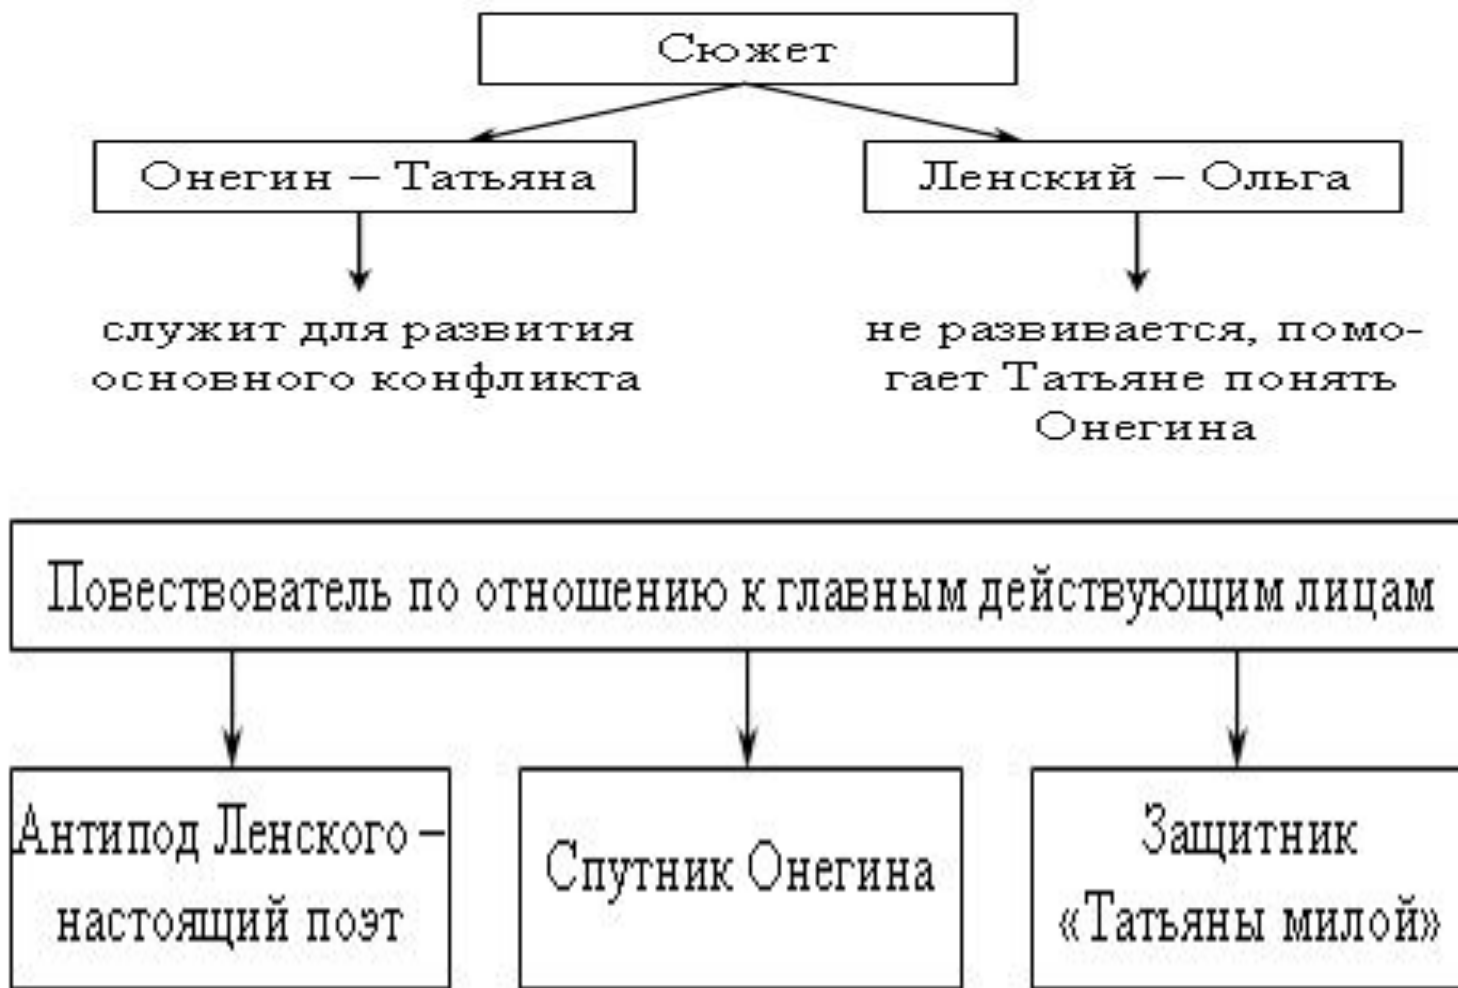 Сюжет
Онегин – Татьяна
Ленский – Ольга
служит для развития
основного конфликта
не развивается, помо-
гает Татьяне понять
Онегина
Повествователь по отношению к главным действующим лицам
Антипод Ленского –
настоящий поэт
Спутник Онегина
Защитник
«Татьяны милой»